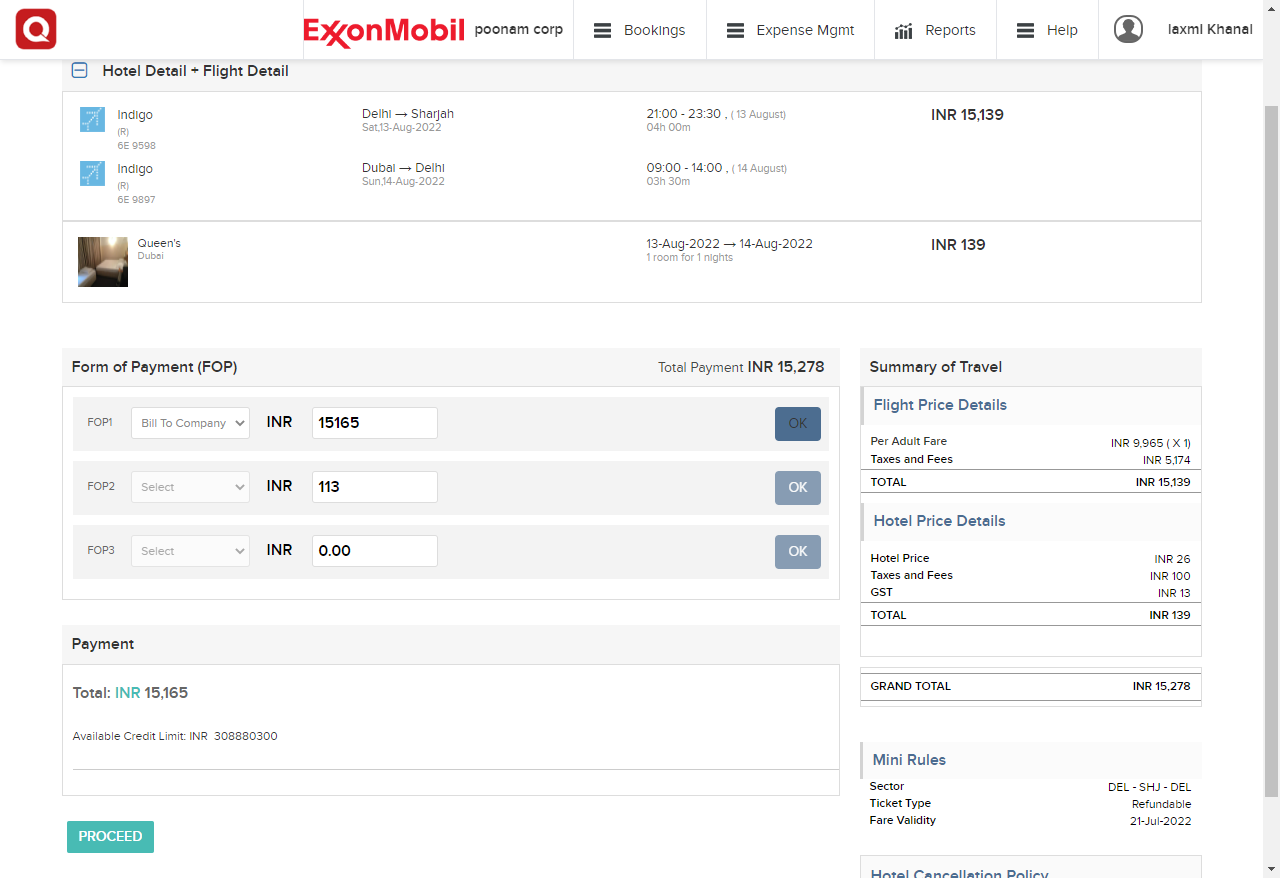 Q
ExxonMobil poonam corp Bookings Expense Mgmt Reports Help laxmi Khanal
Hotel Detail + Flight Detail
Indigo Delhi → Sharjah 21:00 - 23:30 , ( 13 August) INR 15,139
(R) Sat,13-Aug-2022 04h 00m
6E 9598
Indigo Dubai → Delhi 09:00 - 14:00 , ( 14 August)
(R) Sun,14-Aug-2022 03h 30m
6E 9897
Queen's 13-Aug-2022 → 14-Aug-2022 INR 139
Dubai 1 room for 1 nights
Form of Payment (FOP) Total Payment INR 15,278
FOP1 Bill To Company INR 15165 OK
FOP2 Select INR 113 OK
FOP3 Select INR 0.00 OK
Payment
Total: INR 15,165
Available Credit Limit: INR 308880300
PROCEED
Summary of Travel
Flight Price Details
Per Adult Fare INR 9,965 ( X 1)
Taxes and Fees INR 5,174
TOTAL INR 15,139
Hotel Price Details
Hotel Price INR 26
Taxes and Fees INR 100
GST INR 13
TOTAL INR 139
GRAND TOTAL INR 15,278
Mini Rules
Sector DEL - SHJ - DEL
Ticket Type Refundable
Fare Validity 21-Jul-2022
Hotel Cancellation Policy